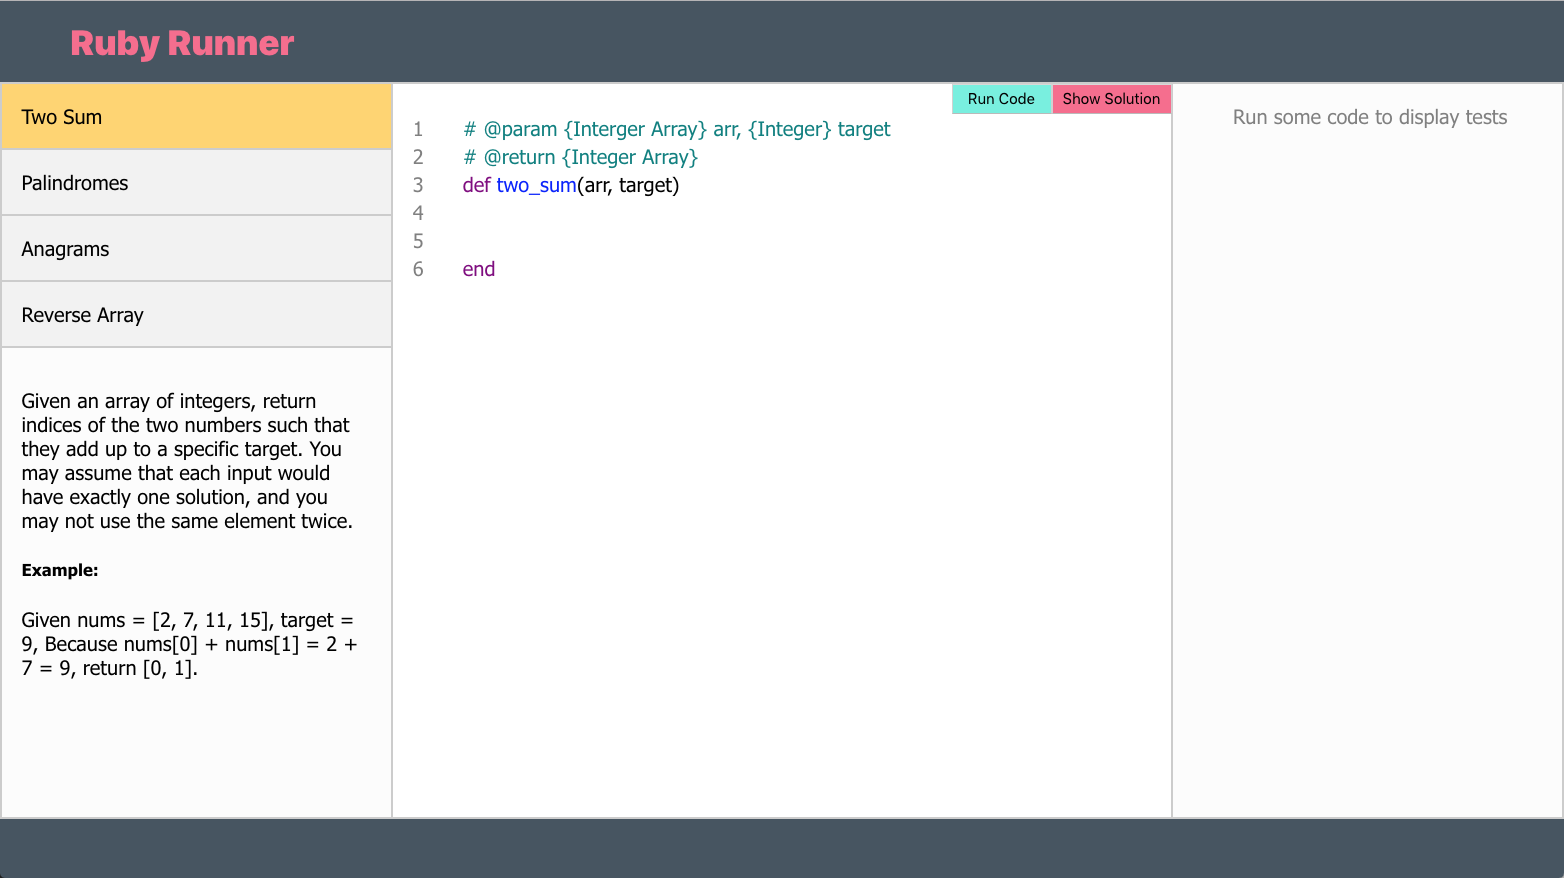 Ruby Runner
Two Sum
Palindromes
Anagrams
Reverse Array
Given an array of integers, return
indices of the two numbers such that
they add up to a specific target. You
may assume that each input would
have exactly one solution, and you
may not use the same element twice.
Example:
Given nums = [2, 7, 11, 15], target =
9, Because nums[0] + nums[1] = 2 +
7 = 9, return [0, 1].
Run Code
Show Solution
1 # @param {Interger Array} arr, {Integer} target
2 # @return {Integer Array}
3 def two_sum(arr, target)
4
5
6 end
Run some code to display tests